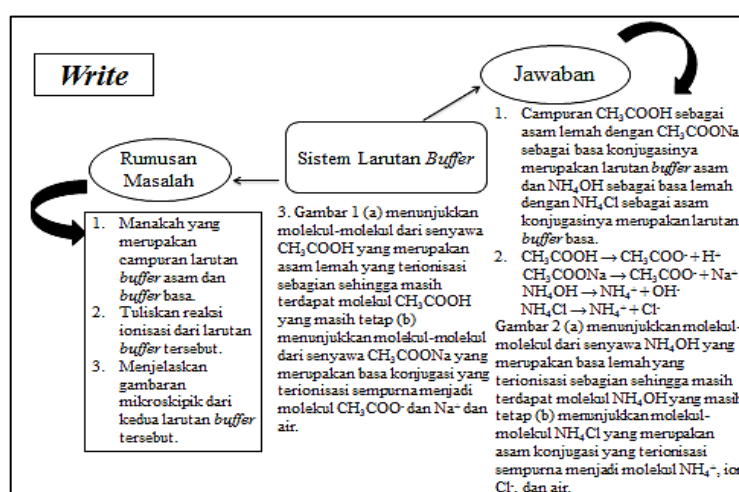 Write
Jawaban
Sistem Larutan Buffer
Rumusan
Masalah
1. Manakah yang
merupakan
campuran larutan
buffer asam dan
buffer basa.
2. Tuliskan reaksi
ionisasi dari larutan
buffer tersebut.
3. Menjelaskan
gambaran
mikroskipik dari
kedua larutan buffer
tersebut.
3. Gambar 1 (a) menunjukkan
molekul-molekul dari senyawa
CH₃COOH yang merupakan
asam lemah yang terionisasi
sebagian sehingga masih
terdapat molekul CH₃COOH
yang masih tetap (b)
menunjukkan molekul-molekul
dari senyawa CH₃COONa yang
merupakan basa konjugasi yang
terionisasi sempurna menjadi
molekul CH₃COO⁻ dan Na⁺ dan
air.
1. Campuran CH₃COOH sebagai
asam lemah dengan CH₃COONa
sebagai basa konjugasinya
merupakan larutan buffer asam
dan NH₄OH sebagai basa lemah
dengan NH₄Cl sebagai asam
konjugasinya merupakan larutan
buffer basa.
2. CH₃COOH → CH₃COO⁻ + H⁺
CH₃COONa → CH₃COO⁻ + Na⁺
NH₄OH → NH₄⁺ + OH⁻
NH₄Cl → NH₄⁺ + Cl⁻
Gambar 2 (a) menunjukkan molekul-
molekul dari senyawa NH₄OH yang
merupakan basa lemah yang
terionisasi sebagian sehingga masih
terdapat molekul NH₄OH yang masih
tetap (b) menunjukkan molekul-
molekul NH₄Cl yang merupakan
asam konjugasi yang terionisasi
sempurna menjadi molekul NH₄⁺, ion
Cl⁻, dan air.